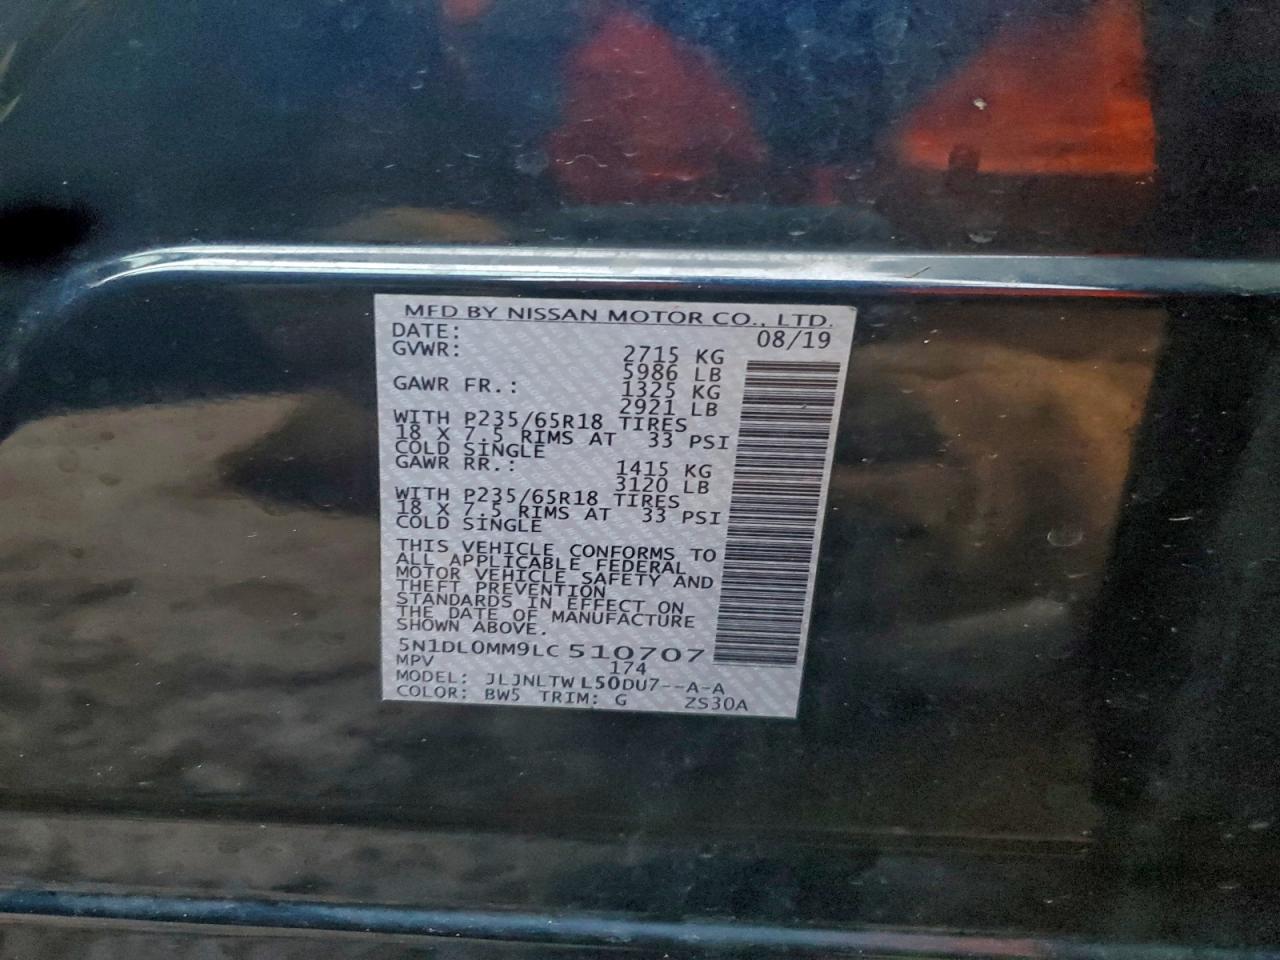 MFD BY NISSAN MOTOR CO., LTD.
DATE: 08/19
GVWR: 2715 KG
5986 LB
GAWR FR.: 1325 KG
2921 LB
WITH P235/65R18 TIRES
18 X 7.5 RIMS AT 33 PSI
COLD SINGLE
GAWR RR.: 1415 KG
3120 LB
WITH P235/65R18 TIRES
18 X 7.5 RIMS AT 33 PSI
COLD SINGLE
THIS VEHICLE CONFORMS TO
ALL APPLICABLE FEDERAL
MOTOR VEHICLE SAFETY AND
THEFT PREVENTION
STANDARDS IN EFFECT ON
THE DATE OF MANUFACTURE
SHOWN ABOVE.
5N1DL0MM9LC510707
MPV 174
MODEL: JLJNLTWL50DU7--A-A
COLOR: BW5 TRIM: G ZS30A